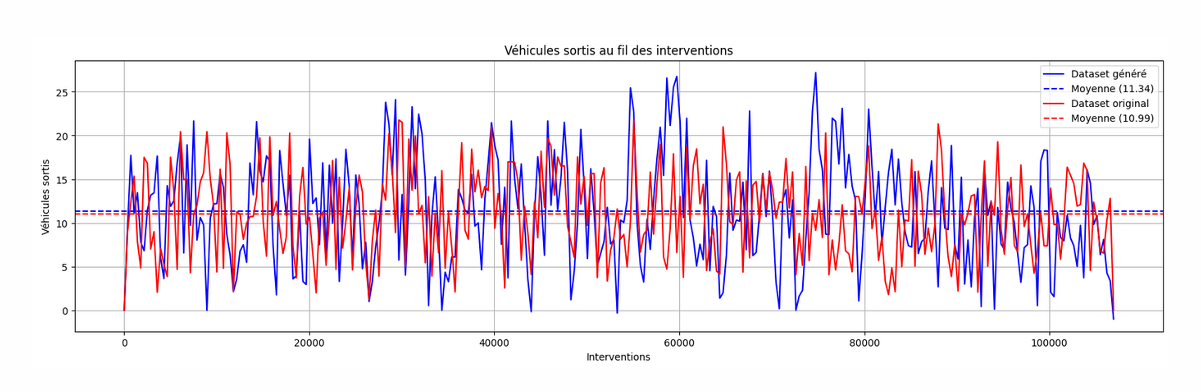 Véhicules sortis au fil des interventions
Dataset généré
Moyenne (11.34)
Dataset original
Moyenne (10.99)
Véhicules sortis
25
20
15
10
5
0
0 20000 40000 60000 80000 100000
Interventions